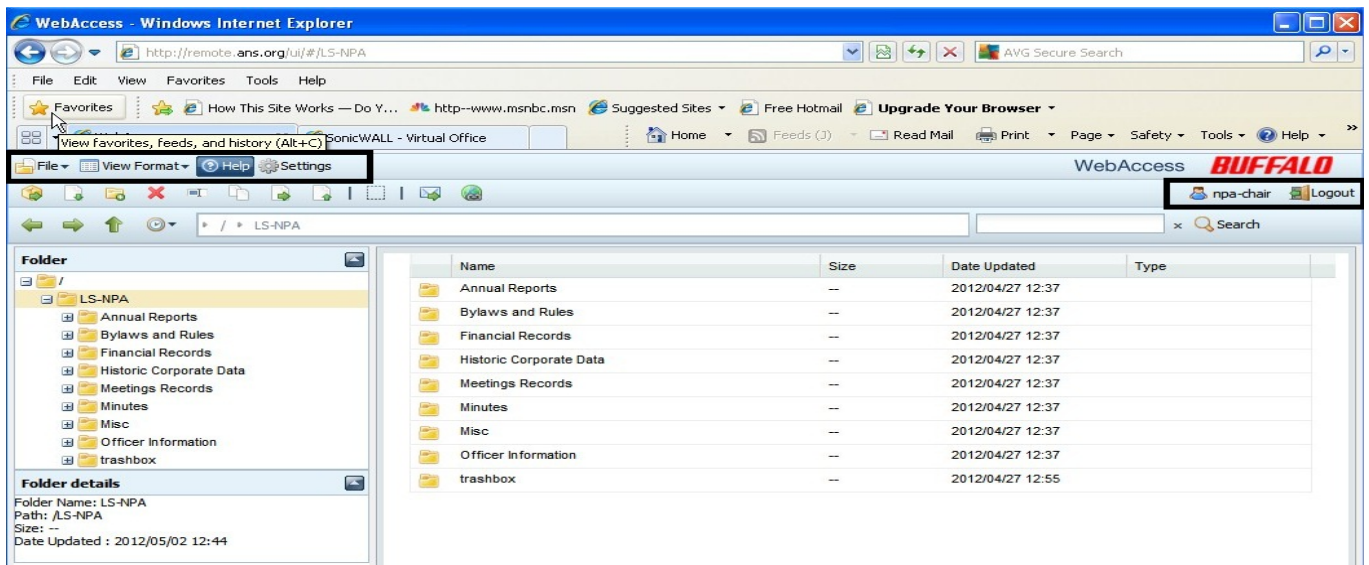 WebAccess - Windows Internet Explorer
http://remote.ans.org/ui/#/LS-NPA AVG Secure Search
File Edit View Favorites Tools Help
Favorites How This Site Works — Do Y... http--www.msnbc.msn Suggested Sites Free Hotmail Upgrade Your Browser
SonicWALL - Virtual Office Home Feeds (J) Read Mail Print Page Safety Tools Help »
View favorites, feeds, and history (Alt+C)
File View Format Help Settings WebAccess BUFFALO
npa-chair Logout
/ LS-NPA x Search
Folder Name Size Date Updated Type
/
LS-NPA
Annual Reports
Bylaws and Rules
Financial Records
Historic Corporate Data
Meetings Records
Minutes
Misc
Officer Information
trashbox
Annual Reports -- 2012/04/27 12:37
Bylaws and Rules -- 2012/04/27 12:37
Financial Records -- 2012/04/27 12:37
Historic Corporate Data -- 2012/04/27 12:37
Meetings Records -- 2012/04/27 12:37
Minutes -- 2012/04/27 12:37
Misc -- 2012/04/27 12:37
Officer Information -- 2012/04/27 12:37
trashbox -- 2012/04/27 12:55
Folder details
Folder Name: LS-NPA
Path: /LS-NPA
Size: --
Date Updated : 2012/05/02 12:44